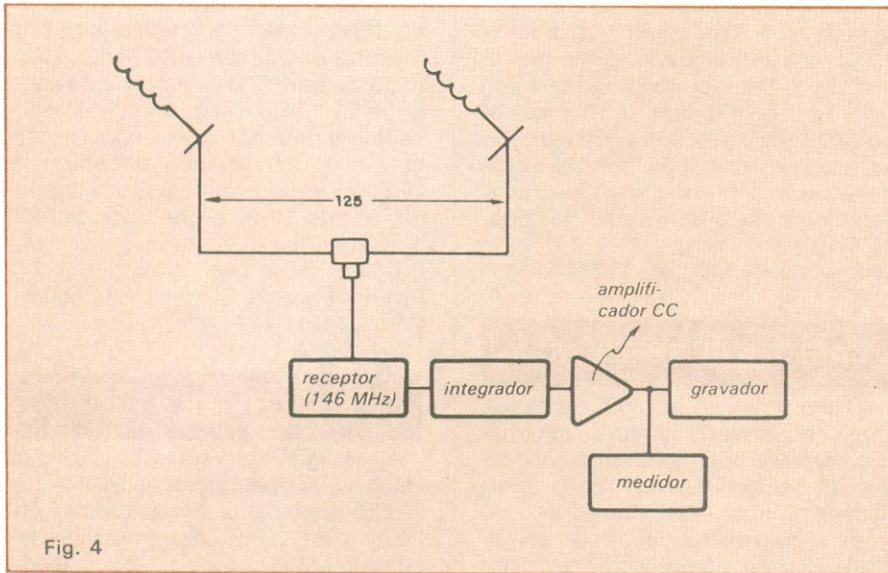 125
amplifi-
cador CC
receptor
(146 MHz)
integrador
gravador
medidor
Fig. 4